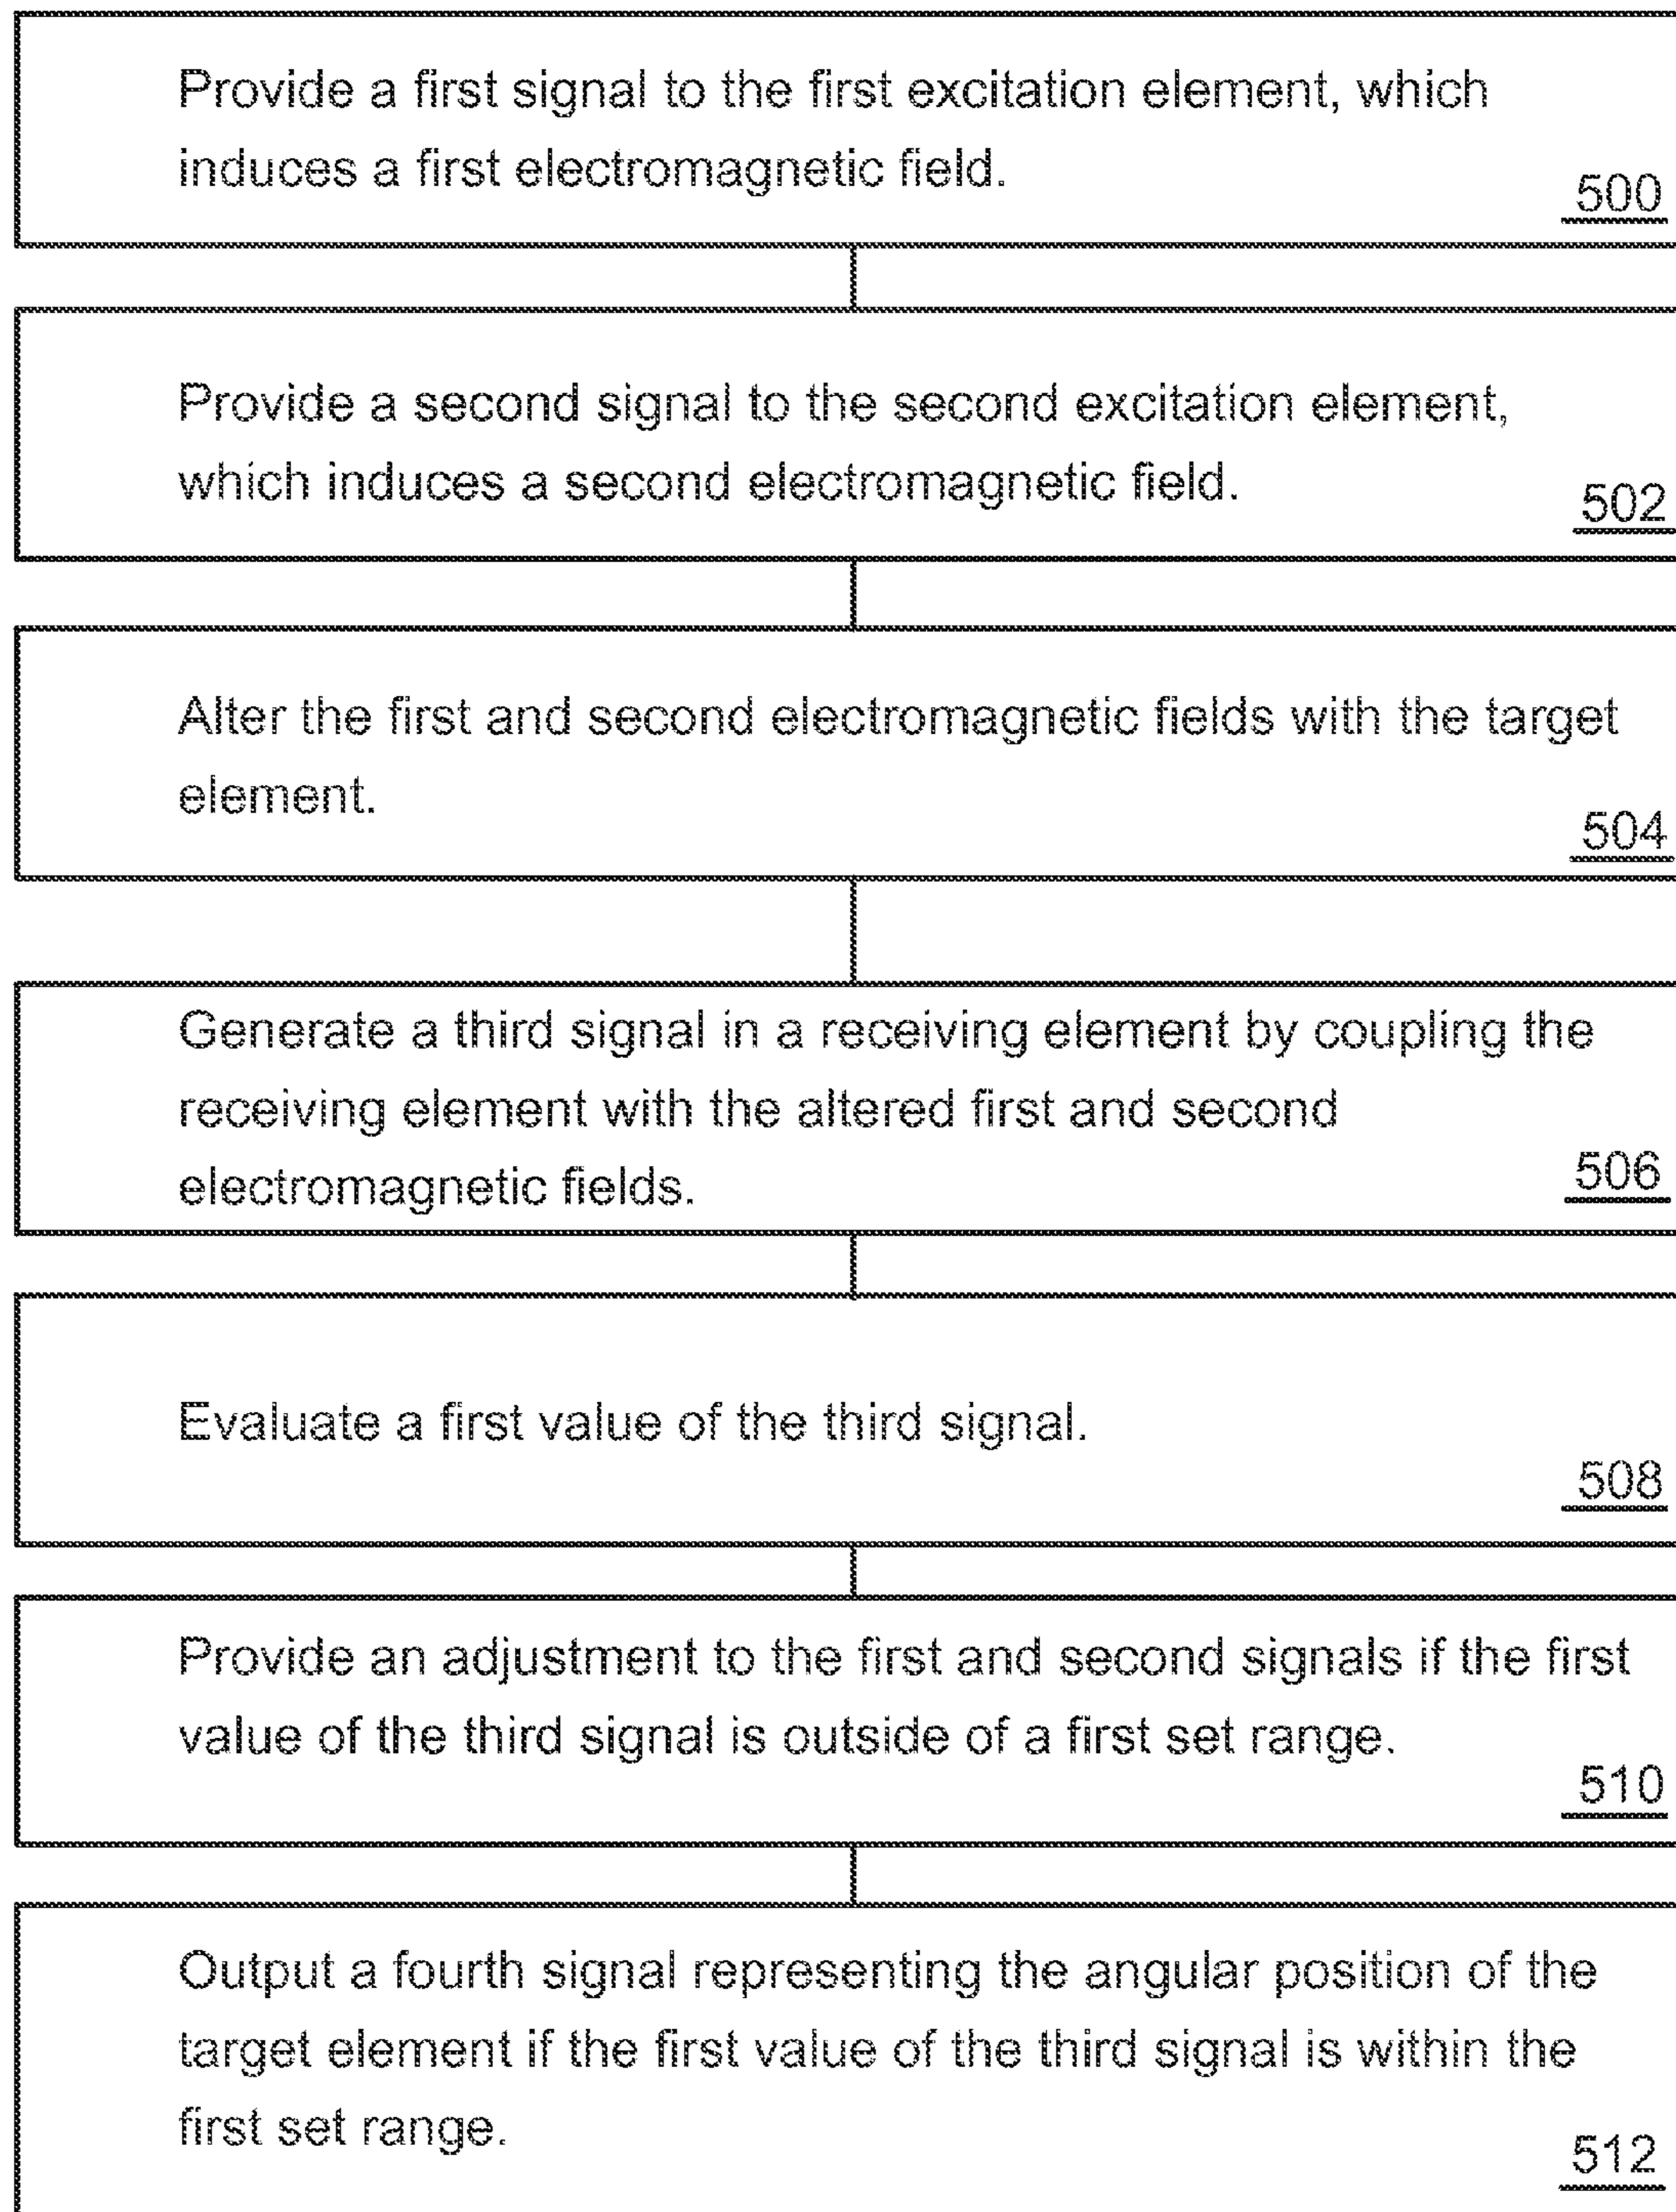 Provide a first signal to the first excitation element, which
induces a first electromagnetic field.
500
Provide a second signal to the second excitation element,
which induces a second electromagnetic field.
502
Alter the first and second electromagnetic fields with the target
element.
504
Generate a third signal in a receiving element by coupling the
receiving element with the altered first and second
electromagnetic fields.
506
Evaluate a first value of the third signal.
508
Provide an adjustment to the first and second signals if the first
value of the third signal is outside of a first set range.
510
Output a fourth signal representing the angular position of the
target element if the first value of the third signal is within the
first set range.
512